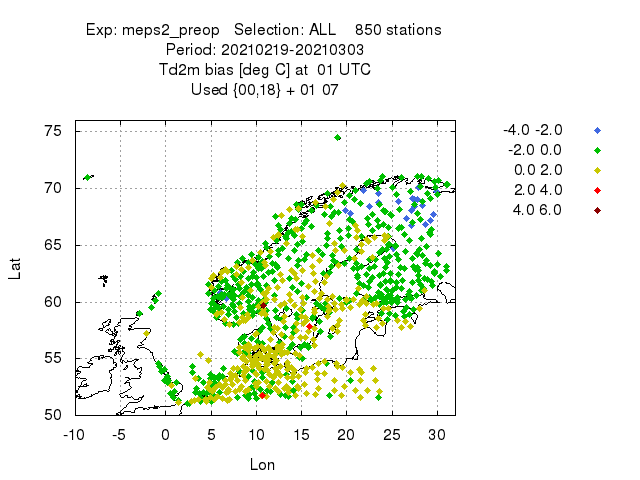 Exp: meps2_preop   Selection: ALL    850 stations
Period: 20210219-20210303
Td2m bias [deg C] at  01 UTC
Used {00,18} + 01 07
-4.0 -2.0
-2.0  0.0
0.0  2.0
2.0  4.0
4.0  6.0
75
70
65
60
55
50
Lat
-10 -5 0 5 10 15 20 25 30
Lon